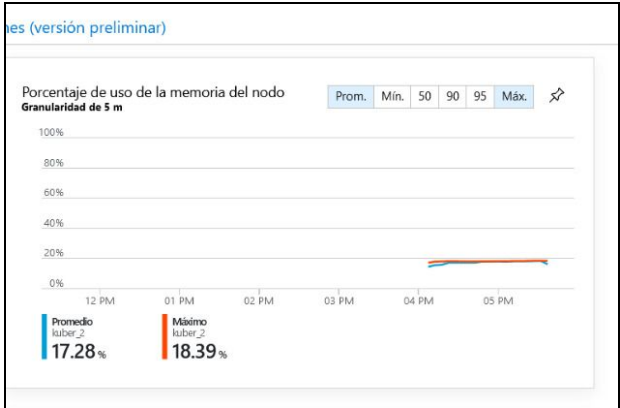 nes (versión preliminar)
Porcentaje de uso de la memoria del nodo
Granularidad de 5 m
Prom. Mín. 50 90 95 Máx.
100%
80%
60%
40%
20%
0%
12 PM 01 PM 02 PM 03 PM 04 PM 05 PM
Promedio
kuber_2
17.28 %
Máximo
kuber_2
18.39 %